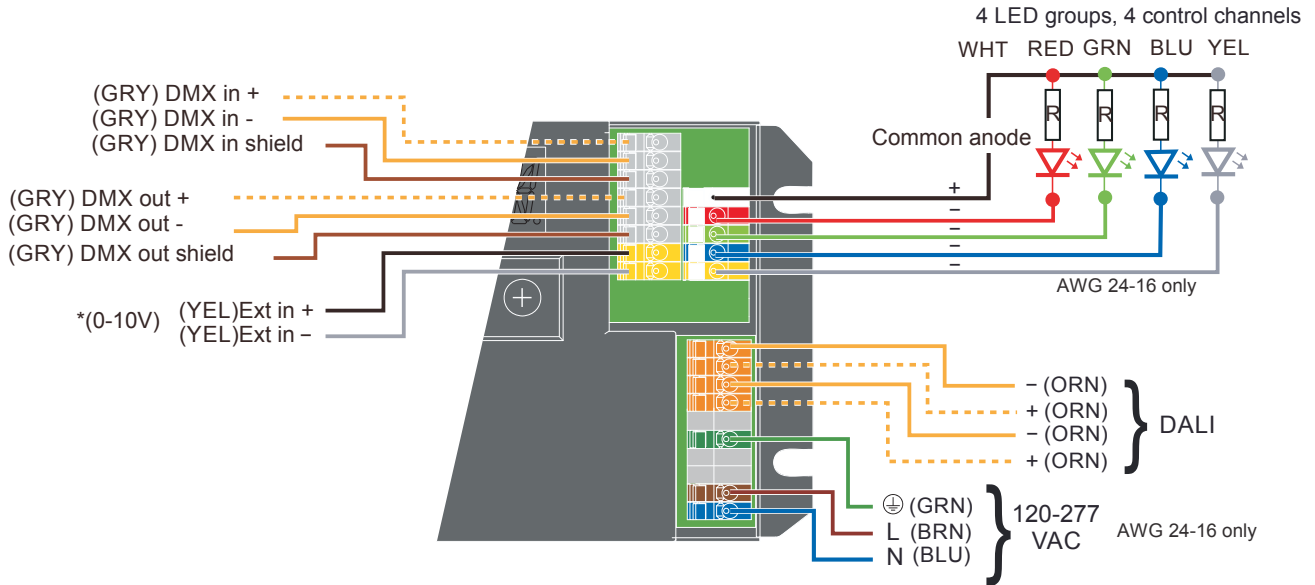 4 LED groups, 4 control channels
WHT RED GRN BLU YEL
(GRY) DMX in +
(GRY) DMX in -
(GRY) DMX in shield
R R R R
Common anode
(GRY) DMX out +
(GRY) DMX out -
(GRY) DMX out shield
+
−
−
−
−
AWG 24-16 only
*(0-10V)
(YEL)Ext in +
(YEL)Ext in −
− (ORN)
+ (ORN)
− (ORN)
+ (ORN)
DALI
(GRN)
L (BRN)
N (BLU)
120-277
VAC
AWG 24-16 only